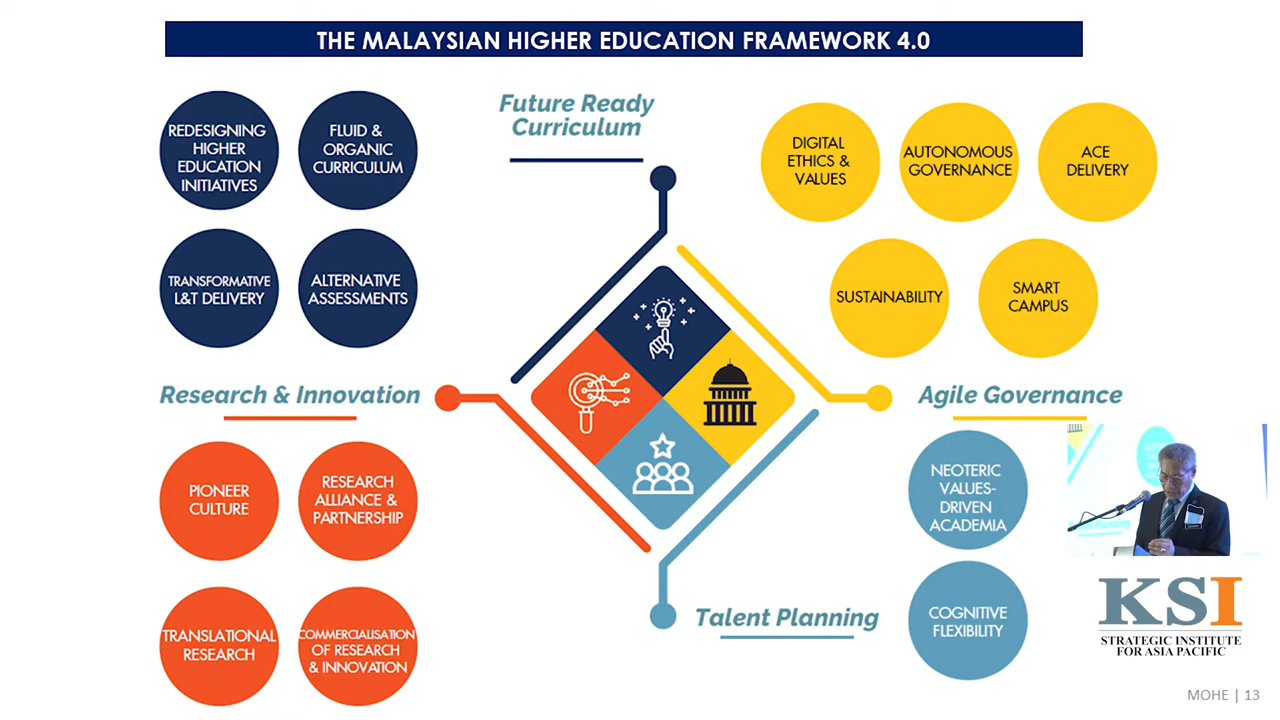 THE MALAYSIAN HIGHER EDUCATION FRAMEWORK 4.0
REDESIGNING
HIGHER
EDUCATION
INITIATIVES
FLUID &
ORGANIC
CURRICULUM
TRANSFORMATIVE
L&T DELIVERY
ALTERNATIVE
ASSESSMENTS
Future Ready
Curriculum
DIGITAL
ETHICS &
VALUES
AUTONOMOUS
GOVERNANCE
ACE
DELIVERY
SUSTAINABILITY
SMART
CAMPUS
Research & Innovation
Agile Governance
PIONEER
CULTURE
RESEARCH
ALLIANCE &
PARTNERSHIP
TRANSLATIONAL
RESEARCH
COMMERCIALISATION
OF RESEARCH
& INNOVATION
Talent Planning
NEOTERIC
VALUES-
DRIVEN
ACADEMIA
COGNITIVE
FLEXIBILITY
KSI
STRATEGIC INSTITUTE
FOR ASIA PACIFIC
MOHE | 13